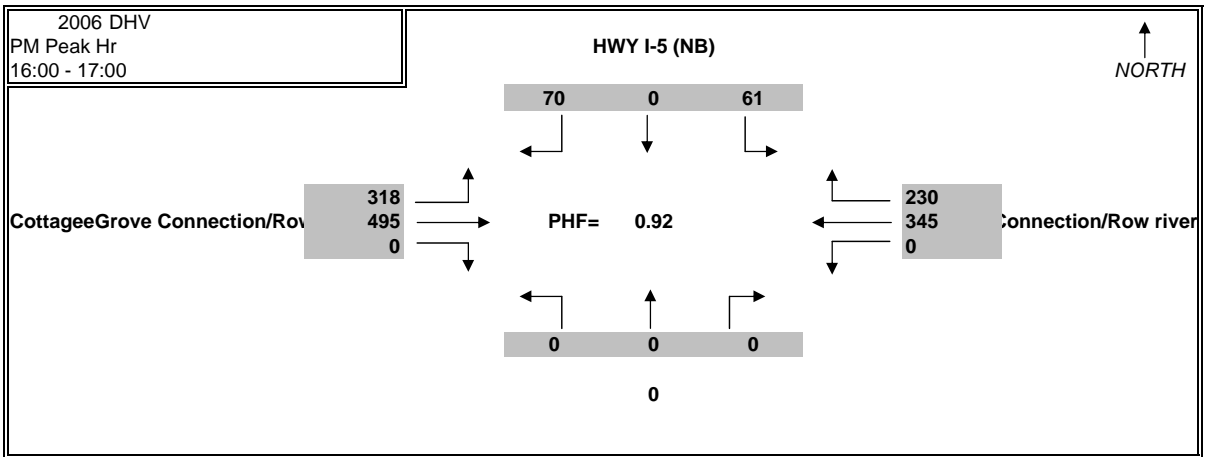 2006 DHV
PM Peak Hr
16:00 - 17:00
HWY I-5 (NB)
NORTH
70 0 61
318
495
0
CottageeGrove Connection/Rov
PHF= 0.92
230
345
0
Connection/Row river
0 0 0
0